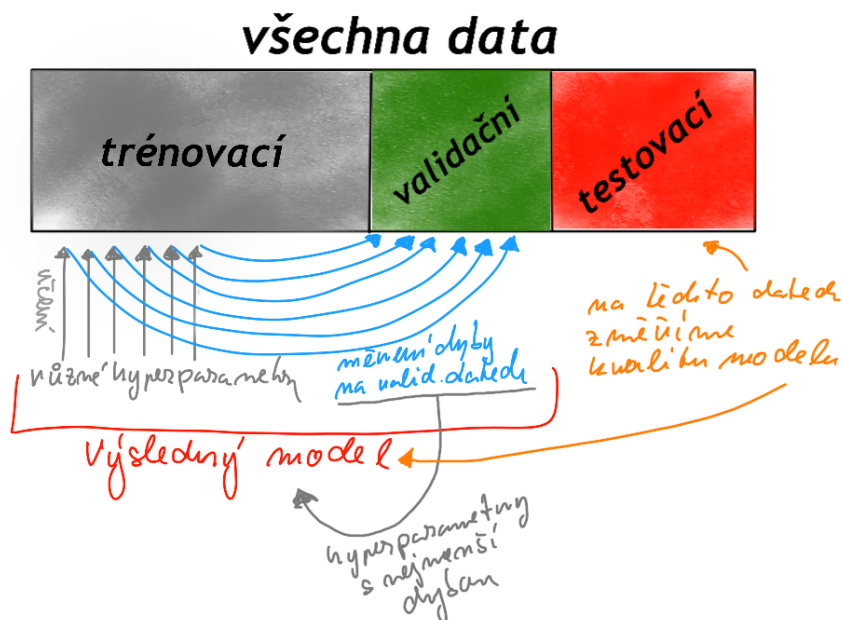 všechna data
trénovací
validační
testovací
učení
různé hyperparametry
měření chyby
na valid. datech
na těchto datech
změříme
kvalitu modelu
výsledný model
hyperparametry
s nejmenší
chybou